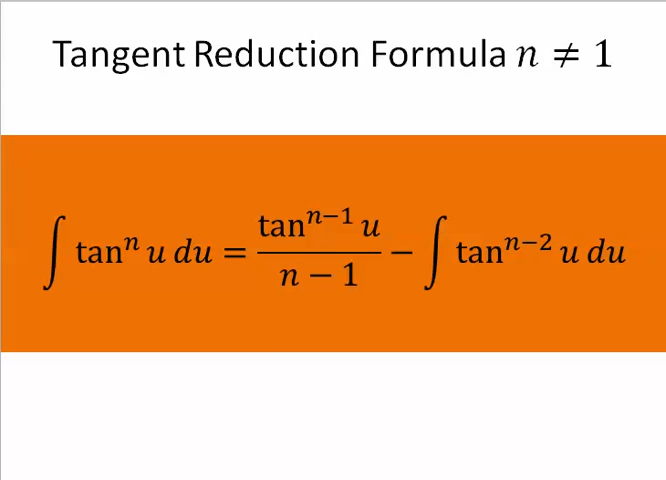 Tangent Reduction Formula n ≠ 1
∫ tanⁿ u du = tanⁿ⁻¹ u / n − 1 − ∫ tanⁿ⁻² u du